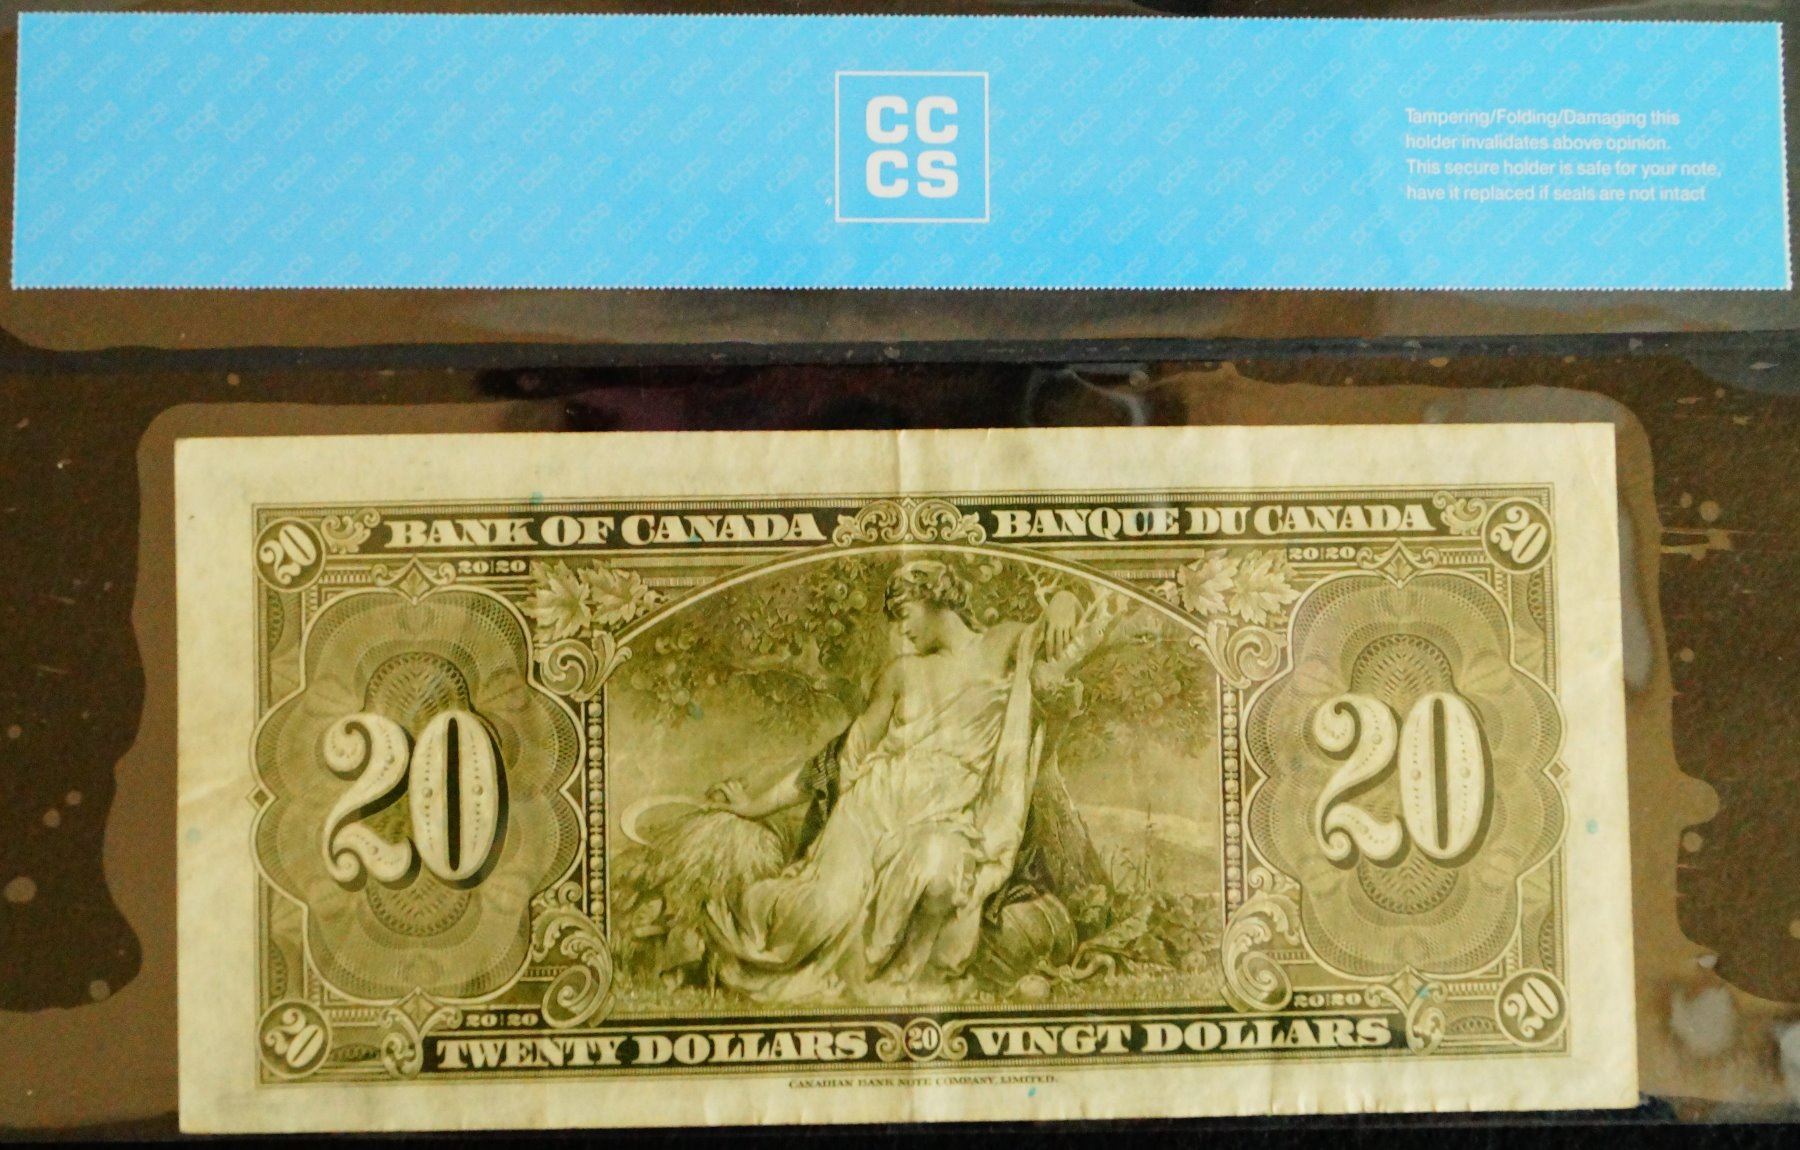 CC
CS
Tampering/Folding/Damaging this
holder invalidates above opinion.
This secure holder is safe for your note,
have it replaced if seals are not intact
20 BANK OF CANADA BANQUE DU CANADA 20
20|20 20|20
20 20
20|20 20|20
20 TWENTY DOLLARS 20 VINGT DOLLARS 20
CANADIAN BANK NOTE COMPANY, LIMITED.